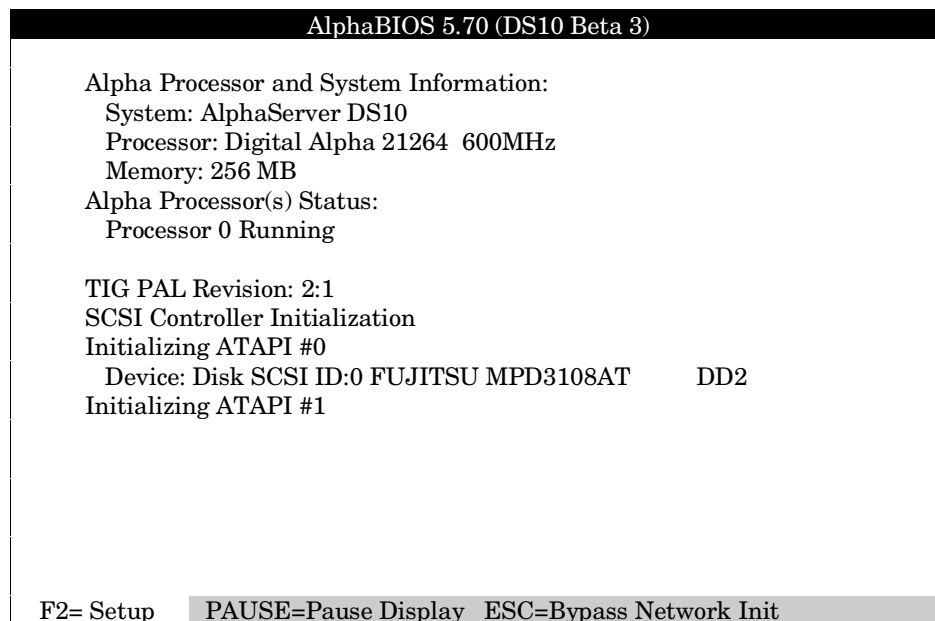 AlphaBIOS 5.70 (DS10 Beta 3)
Alpha Processor and System Information:
System: AlphaServer DS10
Processor: Digital Alpha 21264  600MHz
Memory: 256 MB
Alpha Processor(s) Status:
Processor 0 Running
TIG PAL Revision: 2:1
SCSI Controller Initialization
Initializing ATAPI #0
Device: Disk SCSI ID:0 FUJITSU MPD3108AT DD2
Initializing ATAPI #1
F2= Setup PAUSE=Pause Display ESC=Bypass Network Init